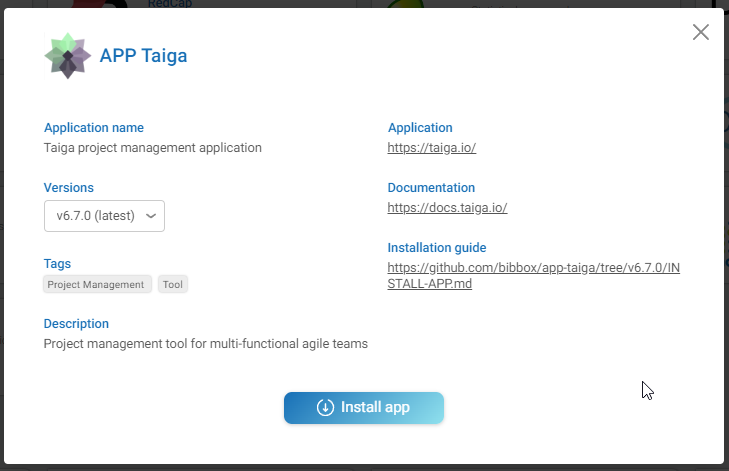 RedCap
APP Taiga
Application name
Taiga project management application
Versions
v6.7.0 (latest)
Tags
Project Management
Tool
Description
Project management tool for multi-functional agile teams
Application
https://taiga.io/
Documentation
https://docs.taiga.io/
Installation guide
https://github.com/bibbox/app-taiga/tree/v6.7.0/IN
STALL-APP.md
Install app